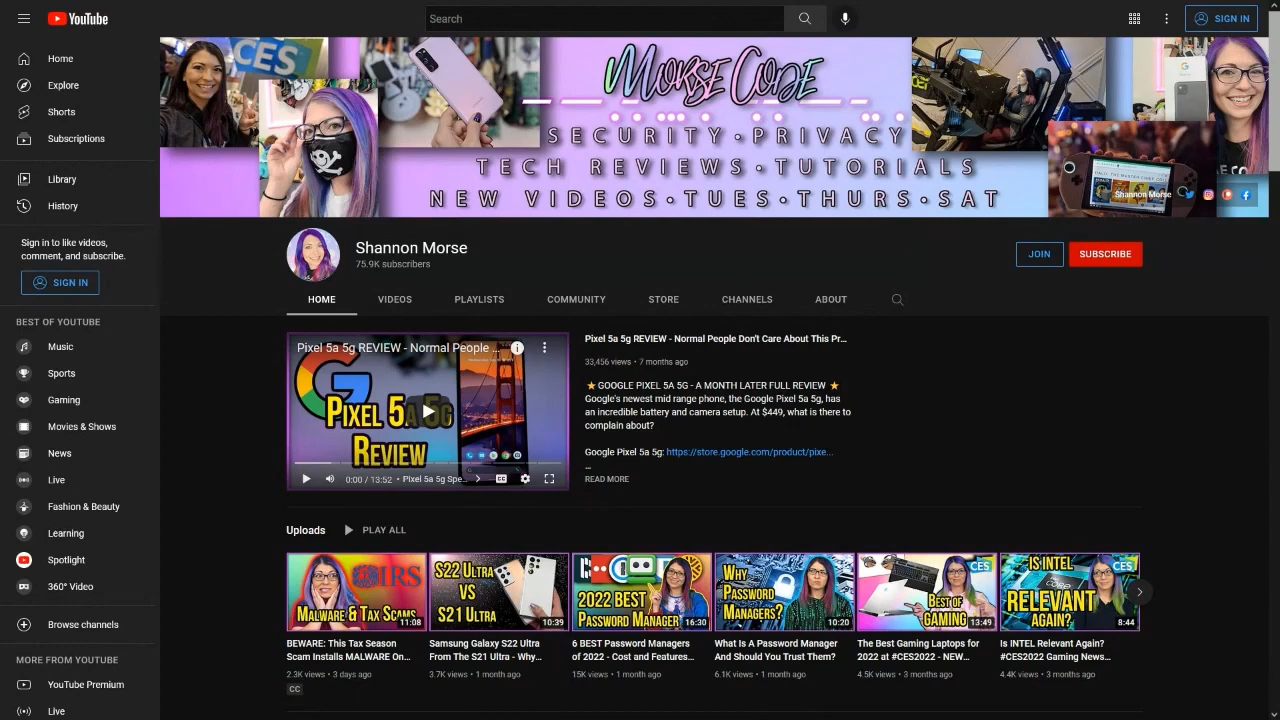 YouTube
Search
SIGN IN
Home
Explore
Shorts
Subscriptions
Library
History
Sign in to like videos,
comment, and subscribe.
SIGN IN
BEST OF YOUTUBE
Music
Sports
Gaming
Movies & Shows
News
Live
Fashion & Beauty
Learning
Spotlight
360° Video
Browse channels
MORE FROM YOUTUBE
YouTube Premium
Live
CES
MORSE CODE
SECURITY • PRIVACY
TECH REVIEWS • TUTORIALS
EW VIDEOS • TUES • THURS • SAT
Shannon Morse
Shannon Morse
75.9K subscribers
JOIN
SUBSCRIBE
HOME
VIDEOS
PLAYLISTS
COMMUNITY
STORE
CHANNELS
ABOUT
Pixel 5a 5g REVIEW - Normal People ...
PIXEL 5A 5G
REVIEW
0:00 / 13:52 • Pixel 5a 5g Spe...
Pixel 5a 5g REVIEW - Normal People Don't Care About This Pr...
33,456 views • 7 months ago
⭐GOOGLE PIXEL 5A 5G - A MONTH LATER FULL REVIEW ⭐
Google's newest mid range phone, the Google Pixel 5a 5g, has
an incredible battery and camera setup. At $449, what is there to
complain about?
Google Pixel 5a 5g: https://store.google.com/product/pixe...
...
READ MORE
Uploads
PLAY ALL
IRS
MALWARE & TAX SCAMS
11:08
BEWARE: This Tax Season
Scam Installs MALWARE On...
2.3K views • 3 days ago
CC
S22 ULTRA
VS
S21 ULTRA
10:39
Samsung Galaxy S22 Ultra
From The S21 Ultra - Why...
3.7K views • 1 month ago
2022 BEST
PASSWORD MANAGER
16:30
6 BEST Password Managers
of 2022 - Cost and Features...
15K views • 1 month ago
WHY
PASSWORD
MANAGERS?
10:20
What Is A Password Manager
And Should You Trust Them?
6.1K views • 1 month ago
CES
BEST OF
GAMING
13:49
The Best Gaming Laptops for
2022 at #CES2022 - NEW...
4.5K views • 3 months ago
IS INTEL
CES
CORE
RELEVANT
AGAIN?
8:44
Is INTEL Relevant Again?
#CES2022 Gaming News...
4.4K views • 3 months ago